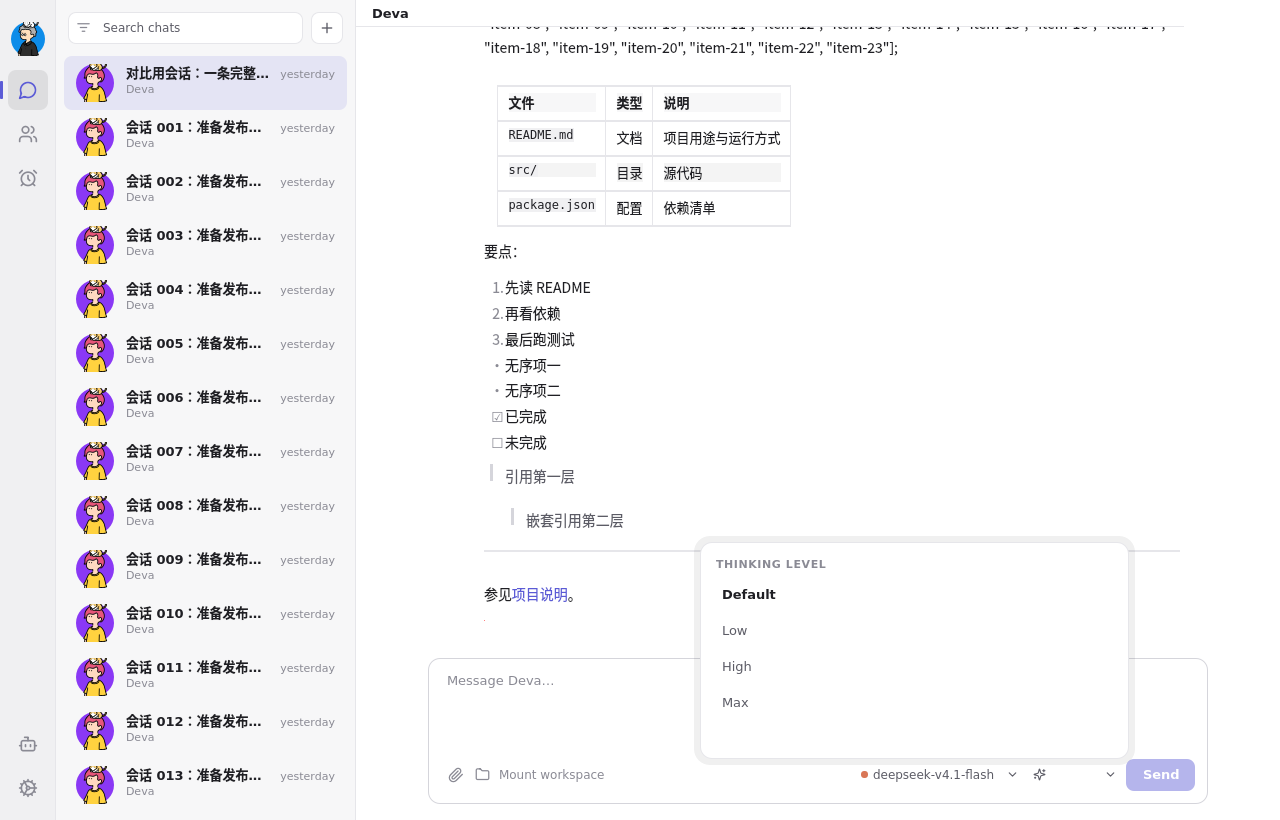 Search chats
对比用会话：一条完整... yesterday
Deva
会话 001：准备发布... yesterday
Deva
会话 002：准备发布... yesterday
Deva
会话 003：准备发布... yesterday
Deva
会话 004：准备发布... yesterday
Deva
会话 005：准备发布... yesterday
Deva
会话 006：准备发布... yesterday
Deva
会话 007：准备发布... yesterday
Deva
会话 008：准备发布... yesterday
Deva
会话 009：准备发布... yesterday
Deva
会话 010：准备发布... yesterday
Deva
会话 011：准备发布... yesterday
Deva
会话 012：准备发布... yesterday
Deva
会话 013：准备发布... yesterday
Deva
Deva
"item-18", "item-19", "item-20", "item-21", "item-22", "item-23"];
文件 类型 说明
README.md 文档 项目用途与运行方式
src/ 目录 源代码
package.json 配置 依赖清单
要点：
1. 先读 README
2. 再看依赖
3. 最后跑测试
• 无序项一
• 无序项二
☑ 已完成
☐ 未完成
引用第一层
嵌套引用第二层
参见项目说明。
THINKING LEVEL
Default
Low
High
Max
Message Deva…
Mount workspace
deepseek-v4.1-flash
Send